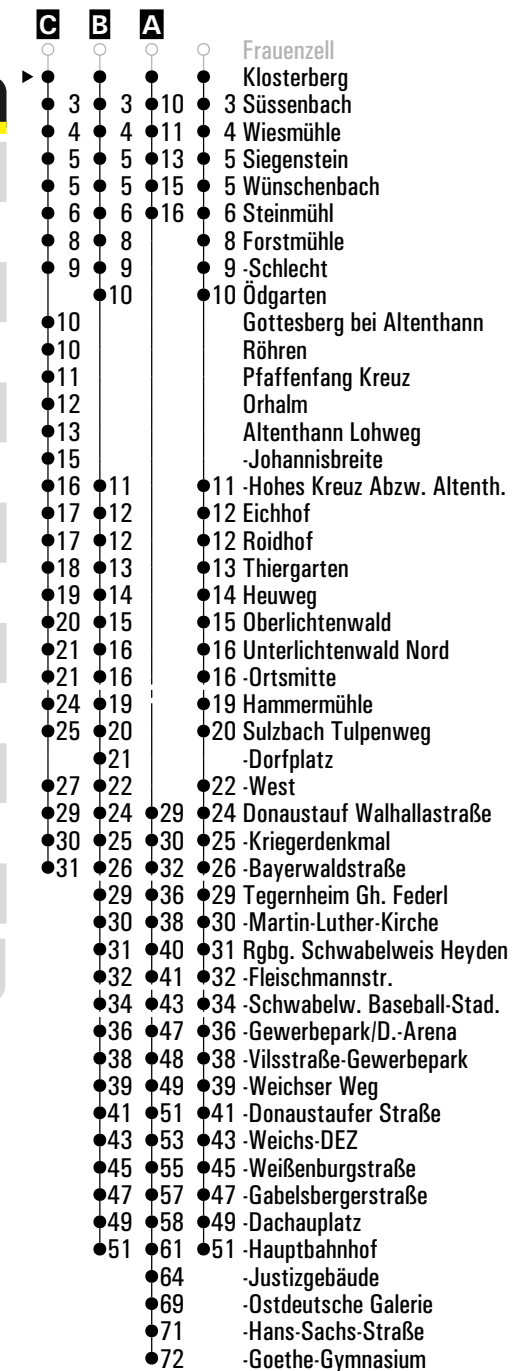 C B A
Frauenzell
Klosterberg
3 3 10 3 Süssenbach
4 4 11 4 Wiesmühle
5 5 13 5 Siegenstein
5 5 15 5 Wünschenbach
6 6 16 6 Steinmühl
8 8 8 Forstmühle
9 9 9 -Schlecht
10 10 Ödgarten
10 Gottesberg bei Altenthann
10 Röhren
11 Pfaffenfang Kreuz
12 Orhalm
13 Altenthann Lohweg
15 -Johannisbreite
16 11 11 -Hohes Kreuz Abzw. Altenth.
17 12 12 Eichhof
17 12 12 Roidhof
18 13 13 Thiergarten
19 14 14 Heuweg
20 15 15 Oberlichtenwald
21 16 16 Unterlichtenwald Nord
21 16 16 -Ortsmitte
24 19 19 Hammermühle
25 20 20 Sulzbach Tulpenweg
21 -Dorfplatz
27 22 22 -West
29 24 29 24 Donaustauf Walhallastraße
30 25 30 25 -Kriegerdenkmal
31 26 32 26 -Bayerwaldstraße
29 36 29 Tegernheim Gh. Federl
30 38 30 -Martin-Luther-Kirche
31 40 31 Rgbg. Schwabelweis Heyden
32 41 32 -Fleischmannstr.
34 43 34 -Schwabelw. Baseball-Stad.
36 47 36 -Gewerbepark/D.-Arena
38 48 38 -Vilsstraße-Gewerbepark
39 49 39 -Weichser Weg
41 51 41 -Donaustaufer Straße
43 53 43 -Weichs-DEZ
45 55 45 -Weißenburgstraße
47 57 47 -Gabelsbergerstraße
49 58 49 -Dachauplatz
51 61 51 -Hauptbahnhof
64 -Justizgebäude
69 -Ostdeutsche Galerie
71 -Hans-Sachs-Straße
72 -Goethe-Gymnasium